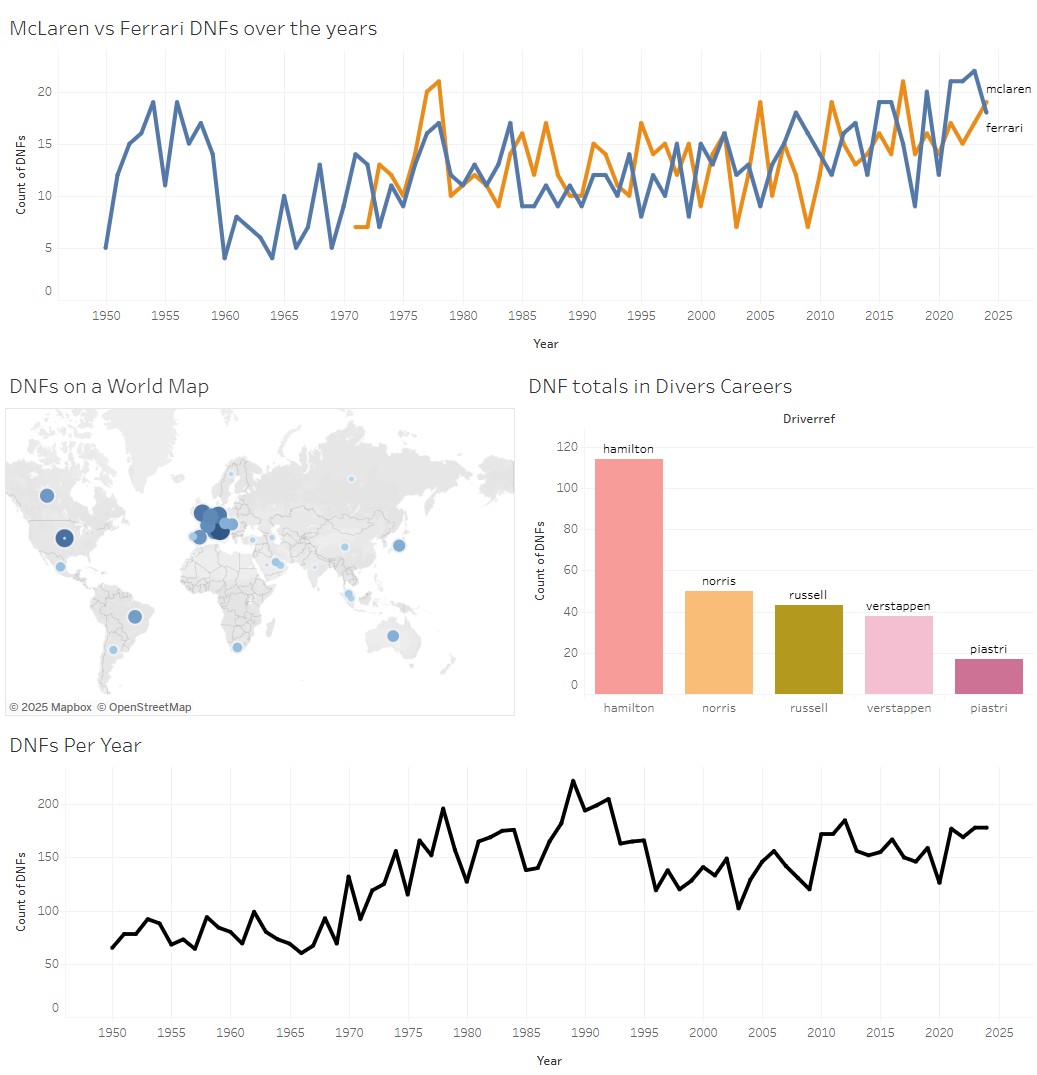 McLaren vs Ferrari DNFs over the years
Count of DNFs
20
15
10
5
0
mclaren
ferrari
1950 1955 1960 1965 1970 1975 1980 1985 1990 1995 2000 2005 2010 2015 2020 2025
Year
DNFs on a World Map
© 2025 Mapbox © OpenStreetMap
DNF totals in Divers Careers
Driverref
Count of DNFs
120
100
80
60
40
20
0
hamilton
norris
russell
verstappen
piastri
hamilton norris russell verstappen piastri
DNFs Per Year
Count of DNFs
200
150
100
50
0
1950 1955 1960 1965 1970 1975 1980 1985 1990 1995 2000 2005 2010 2015 2020 2025
Year